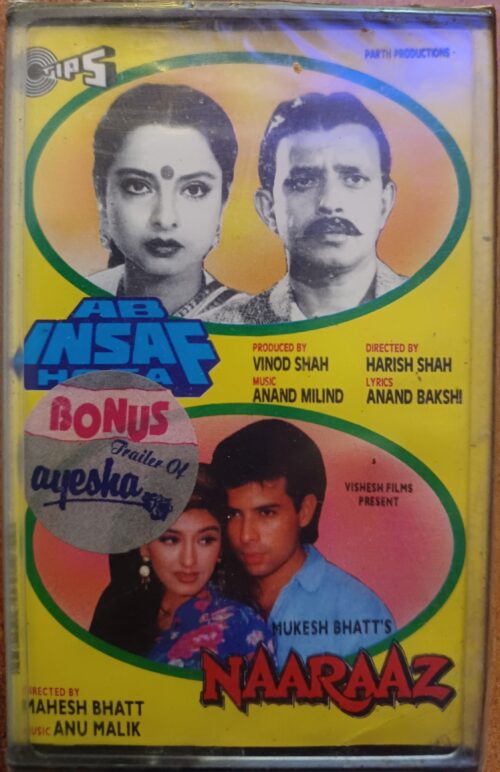 TIPS
PARTH PRODUCTIONS
AB
INSAF
PRODUCED BY
VINOD SHAH
MUSIC
ANAND MILIND
DIRECTED BY
HARISH SHAH
LYRICS
ANAND BAKSHI
BONUS
Trailer Of
ayesha
VISHESH FILMS
PRESENT
MUKESH BHATT'S
NAARAAZ
DIRECTED BY
MAHESH BHATT
MUSIC ANU MALIK